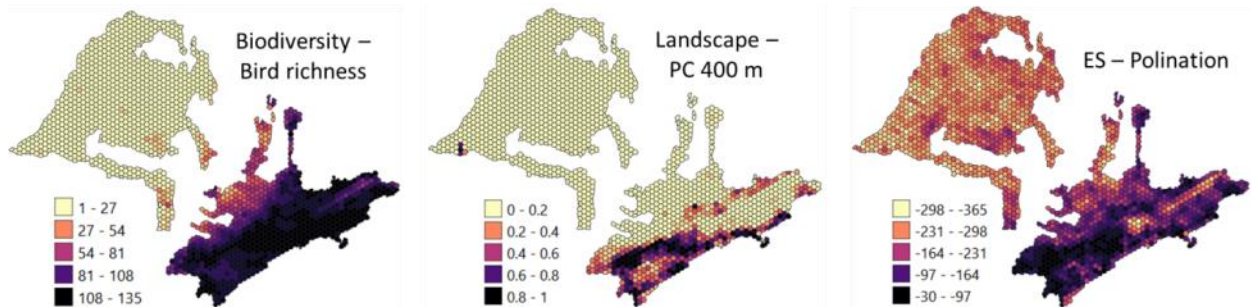 Biodiversity –
Bird richness
1 - 27
27 - 54
54 - 81
81 - 108
108 - 135
Landscape –
PC 400 m
0 - 0.2
0.2 - 0.4
0.4 - 0.6
0.6 - 0.8
0.8 - 1
ES – Polination
-298 - -365
-231 - -298
-164 - -231
-97 - -164
-30 - -97